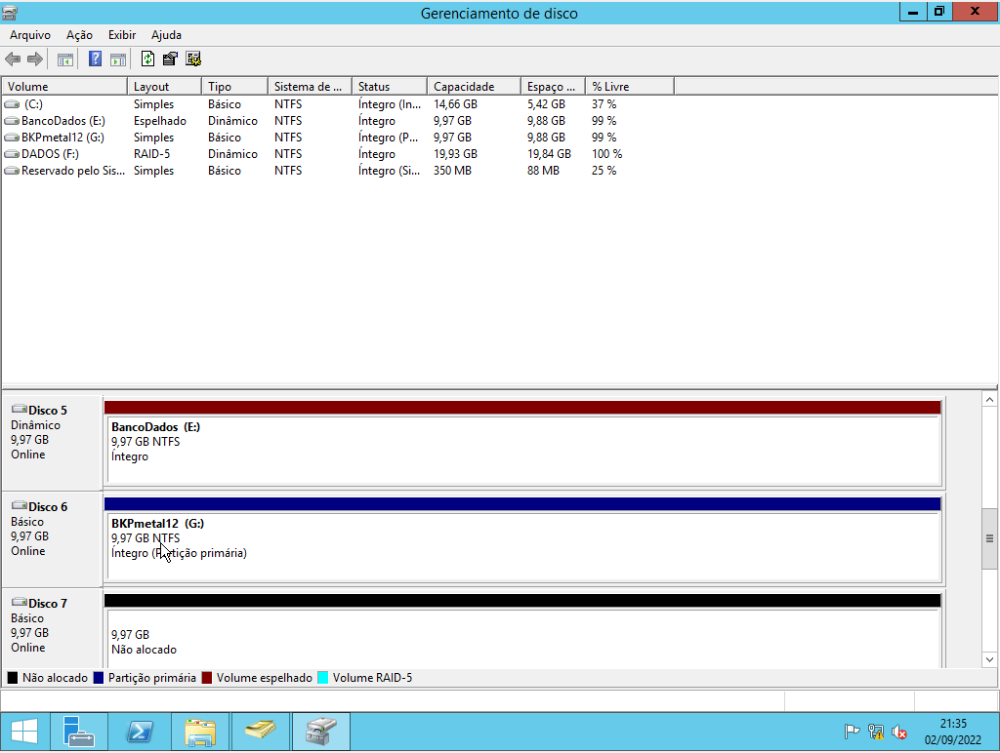 Gerenciamento de disco
Arquivo Ação Exibir Ajuda
Volume Layout Tipo Sistema de ... Status Capacidade Espaço ... % Livre
(C:) Simples Básico NTFS Íntegro (In... 14,66 GB 5,42 GB 37 %
BancoDados (E:) Espelhado Dinâmico NTFS Íntegro 9,97 GB 9,88 GB 99 %
BKPmetal12 (G:) Simples Básico NTFS Íntegro (P... 9,97 GB 9,88 GB 99 %
DADOS (F:) RAID-5 Dinâmico NTFS Íntegro 19,93 GB 19,84 GB 100 %
Reservado pelo Sis... Simples Básico NTFS Íntegro (Si... 350 MB 88 MB 25 %
Disco 5
Dinâmico
9,97 GB
Online
BancoDados (E:)
9,97 GB NTFS
Íntegro
Disco 6
Básico
9,97 GB
Online
BKPmetal12 (G:)
9,97 GB NTFS
Íntegro (Partição primária)
Disco 7
Básico
9,97 GB
Online
9,97 GB
Não alocado
Não alocado Partição primária Volume espelhado Volume RAID-5
21:35
02/09/2022